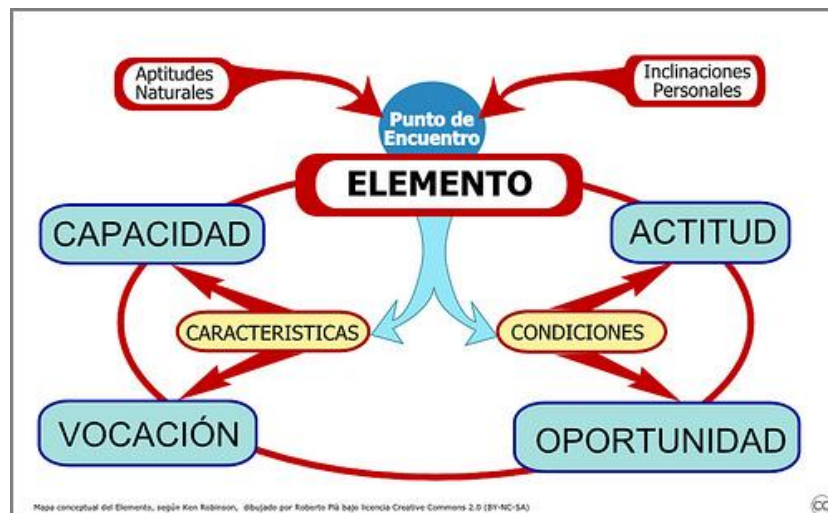 Aptitudes
Naturales
Inclinaciones
Personales
Punto de
Encuentro
ELEMENTO
CAPACIDAD
ACTITUD
CARACTERISTICAS
CONDICIONES
VOCACIÓN
OPORTUNIDAD
Mapa conceptual del Elemento, según Ken Robinson, dibujado por Roberto Plá bajo licencia Creative Commons 2.0 (BY-NC-SA)
cc